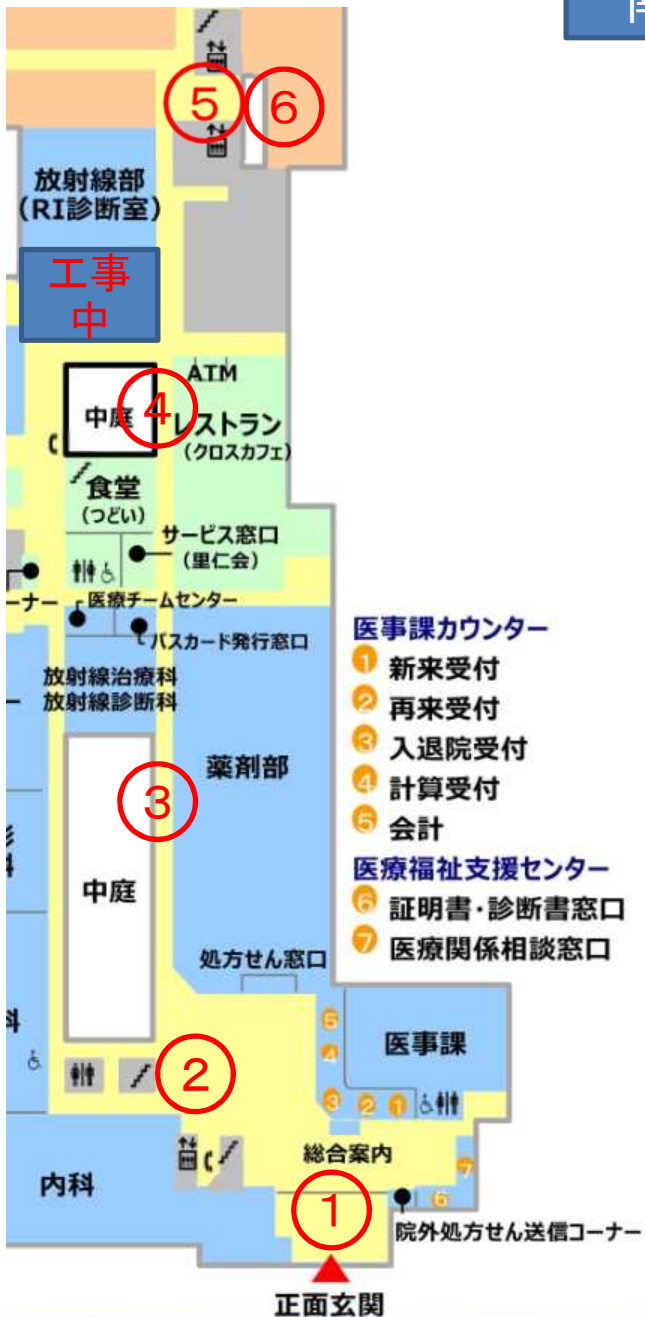 ⑤
⑥
放射線部
(RI診断室)
工事
中
ATM
④
中庭
レストラン
(クロスカフェ)
食堂
(つどい)
サービス窓口
(里仁会)
ーナー
医療チームセンター
パスカード発行窓口
放射線治療科
放射線診断科
薬剤部
③
中庭
処方せん窓口
医事課カウンター
1 新来受付
2 再来受付
3 入退院受付
4 計算受付
5 会計
医療福祉支援センター
6 証明書・診断書窓口
7 医療関係相談窓口
科
5
4
医事課
3 2 1
②
総合案内
7
6
内科
①
院外処方せん送信コーナー
正面玄関